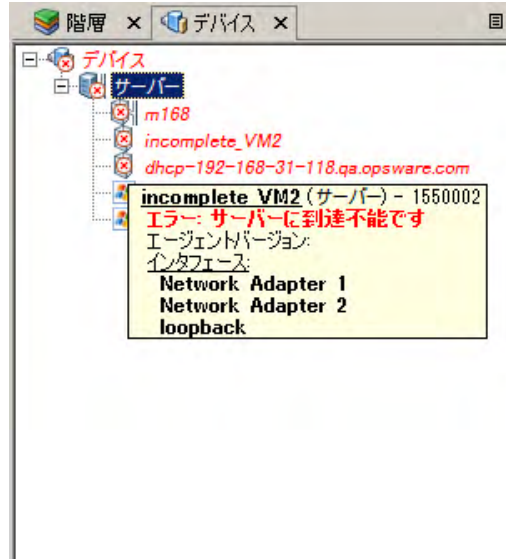 階層
デバイス
デバイス
サーバー
m168
incomplete_VM2
dhcp-192-168-31-118.qa.opsware.com
incomplete_VM2 (サーバー) - 1550002
エラー: サーバーに到達不能です
エージェントバージョン:
インタフェース:
Network Adapter 1
Network Adapter 2
loopback